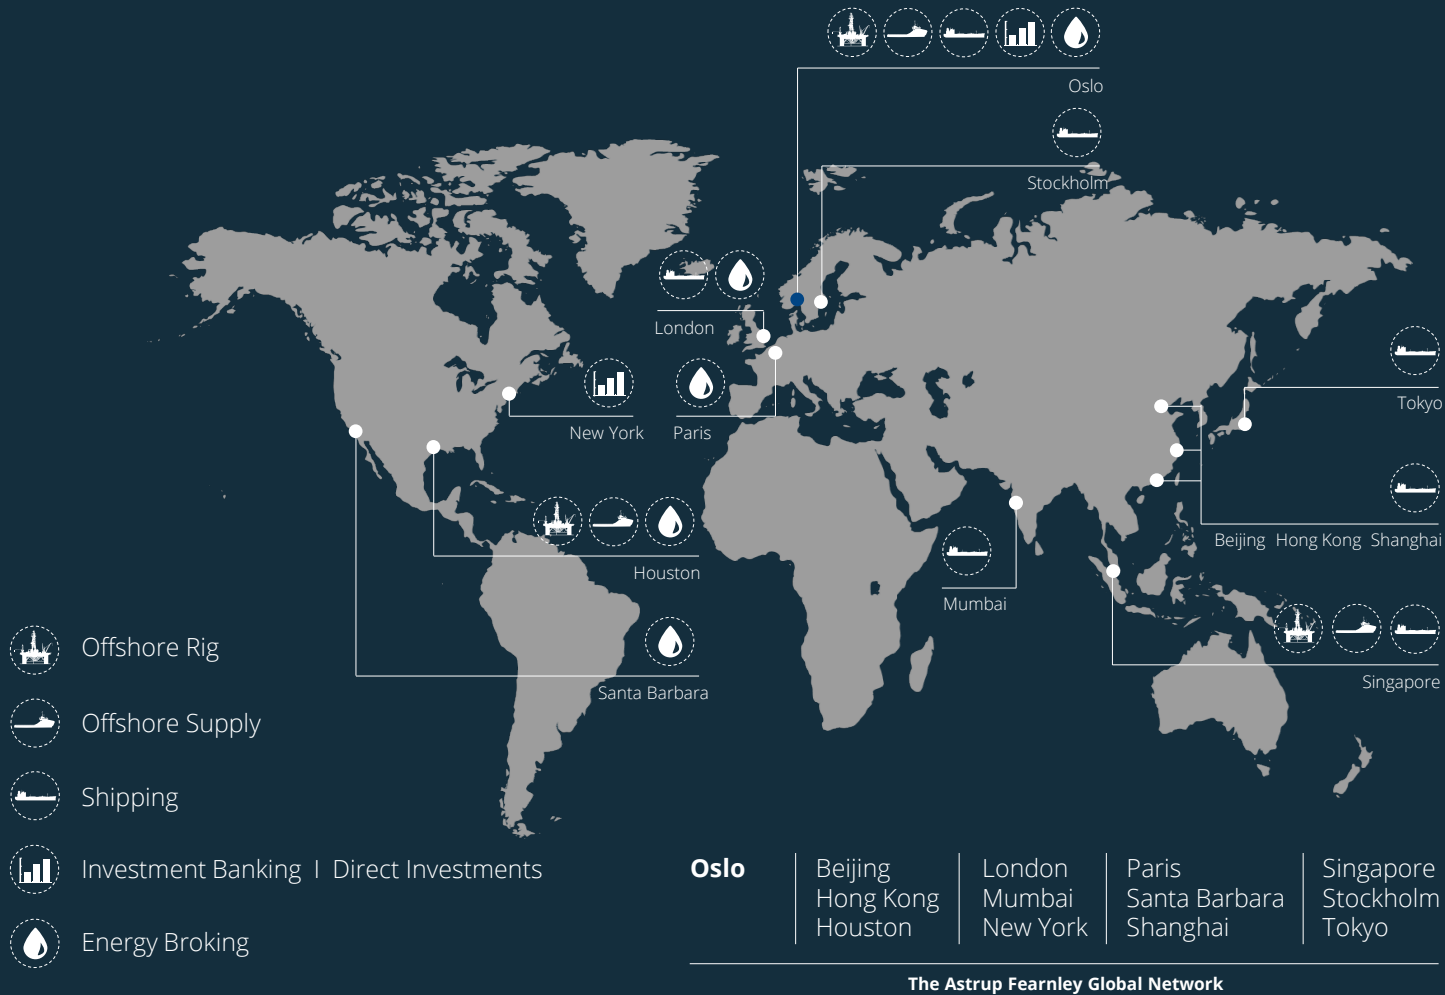 Oslo
Stockholm
London
New York
Paris
Tokyo
Beijing Hong Kong Shanghai
Houston
Mumbai
Santa Barbara
Singapore
Offshore Rig
Offshore Supply
Shipping
Investment Banking I Direct Investments
Energy Broking
Oslo
Beijing
Hong Kong
Houston
London
Mumbai
New York
Paris
Santa Barbara
Shanghai
Singapore
Stockholm
Tokyo
The Astrup Fearnley Global Network